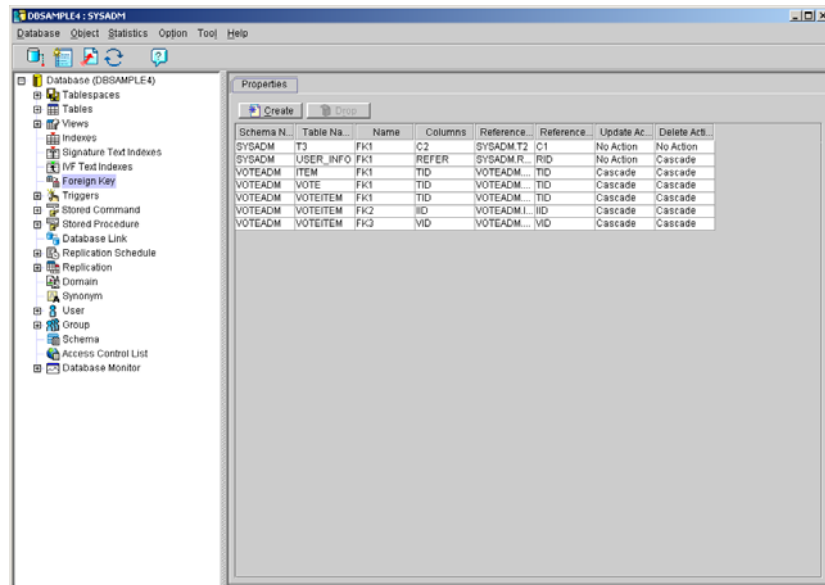 DBSAMPLE4 : SYSADM
Database Object Statistics Option Tool Help
Database (DBSAMPLE4)
Tablespaces
Tables
Views
Indexes
Signature Text Indexes
IVF Text Indexes
Foreign Key
Triggers
Stored Command
Stored Procedure
Database Link
Replication Schedule
Replication
Domain
Synonym
User
Group
Schema
Access Control List
Database Monitor
Properties
Create Drop
Schema N... Table Na... Name Columns Reference... Reference... Update Ac... Delete Acti...
SYSADM T3 FK1 C2 SYSADM.T2 C1 No Action No Action
SYSADM USER_INFO FK1 REFER SYSADM.R... RID No Action Cascade
VOTEADM ITEM FK1 TID VOTEADM.... TID Cascade Cascade
VOTEADM VOTE FK1 TID VOTEADM.... TID Cascade Cascade
VOTEADM VOTEITEM FK1 TID VOTEADM.... TID Cascade Cascade
VOTEADM VOTEITEM FK2 IID VOTEADM.I... IID Cascade Cascade
VOTEADM VOTEITEM FK3 VID VOTEADM.... VID Cascade Cascade